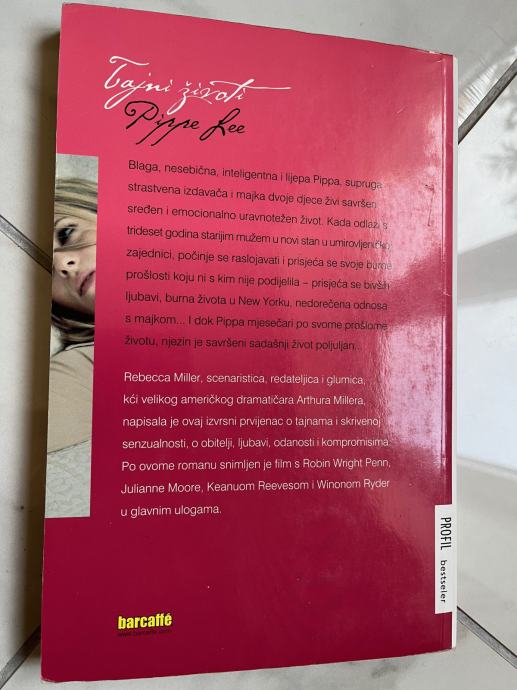 Tajni životi
Pippe Lee
Blaga, nesebična, inteligentna i lijepa Pippa, supruga
strastvena izdavača i majka dvoje djece živi savršen
sređen i emocionalno uravnotežen život. Kada odlazi s
trideset godina starijim mužem u novi stan u umirovljeničkoj
zajednici, počinje se raslojavati i prisjeća se svoje burne
prošlosti koju ni s kim nije podijelila – prisjeća se bivših
ljubavi, burna života u New Yorku, nedorečena odnosa
s majkom... I dok Pippa mjesečari po svome prošlome
životu, njezin je savršeni sadašnji život poljuljan...
Rebecca Miller, scenaristica, redateljica i glumica,
kći velikog američkog dramatičara Arthura Millera,
napisala je ovaj izvrsni prvijenac o tajnama i skrivenoj
senzualnosti, o obitelji, ljubavi, odanosti i kompromisima.
Po ovome romanu snimljen je film s Robin Wright Penn,
Julianne Moore, Keanuom Reevesom i Winonom Ryder
u glavnim ulogama.
PROFIL bestseler
barcaffè
www.barcaffe.com